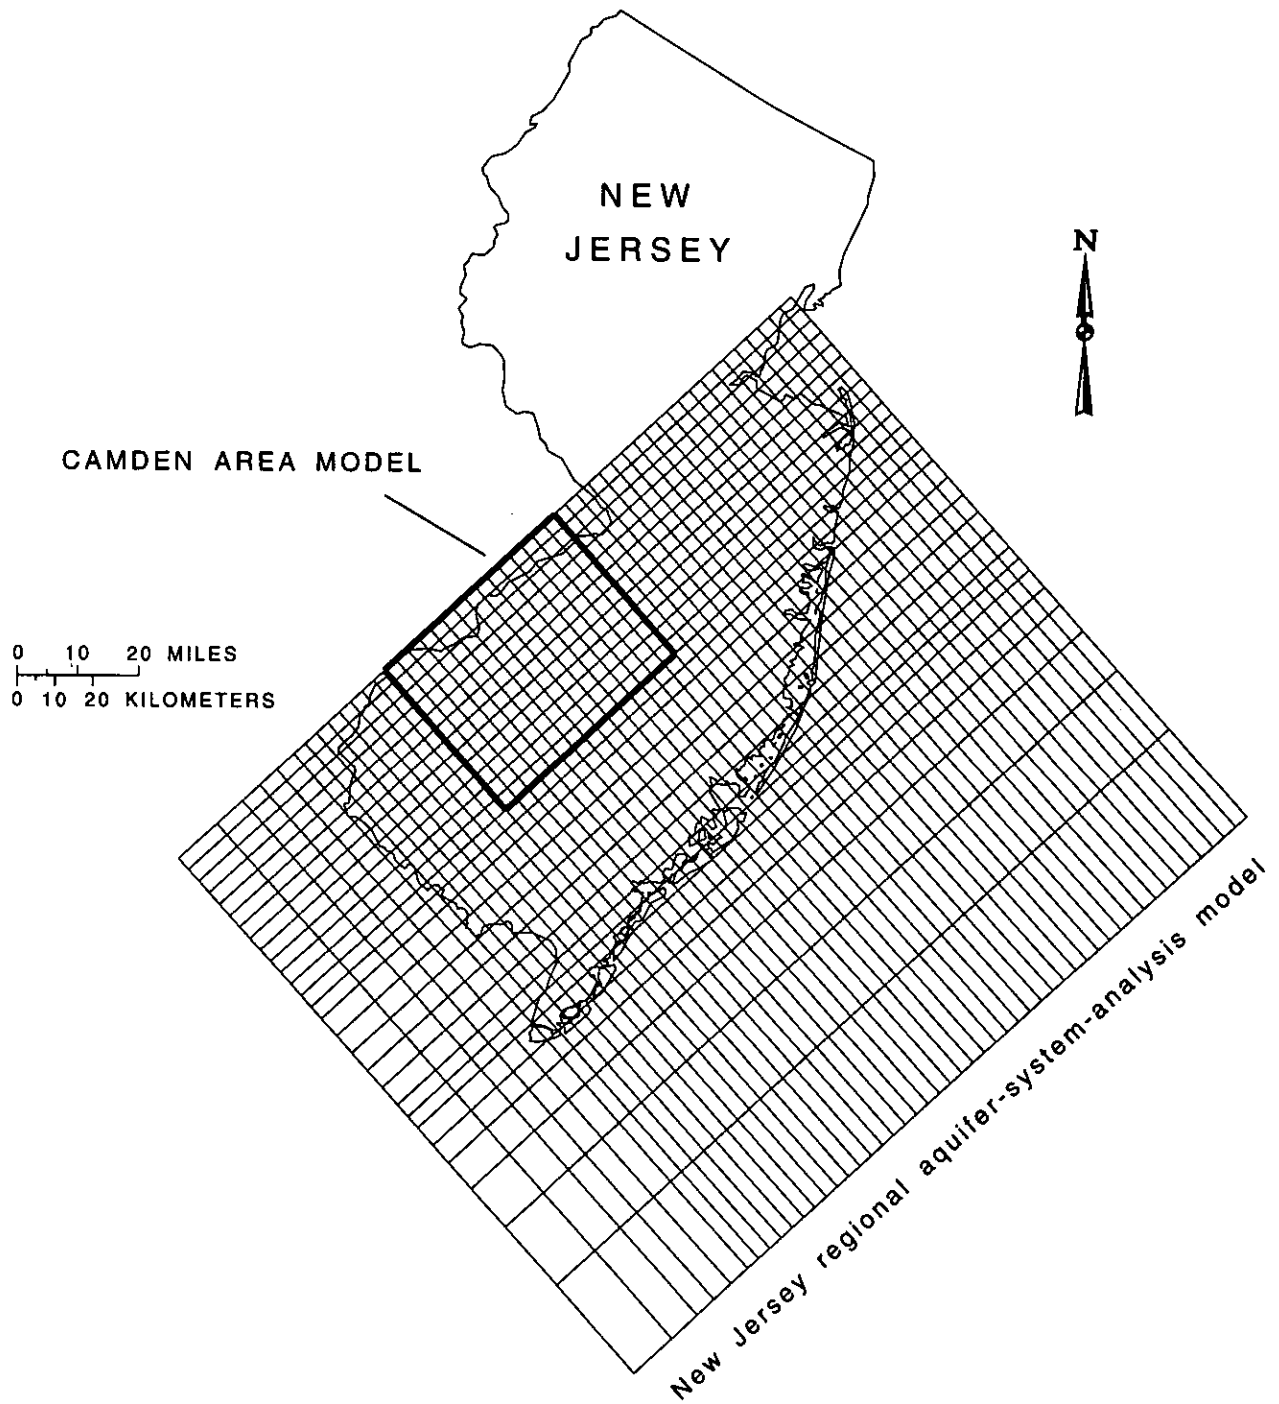 NEW
JERSEY
N
CAMDEN AREA MODEL
0 10 20 MILES
0 10 20 KILOMETERS
New Jersey regional aquifer-system-analysis model